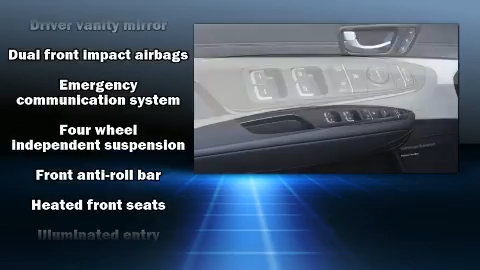 Driver vanity mirror
Dual front impact airbags
Emergency
communication system
Four wheel
independent suspension
Front anti-roll bar
Heated front seats
Illuminated entry